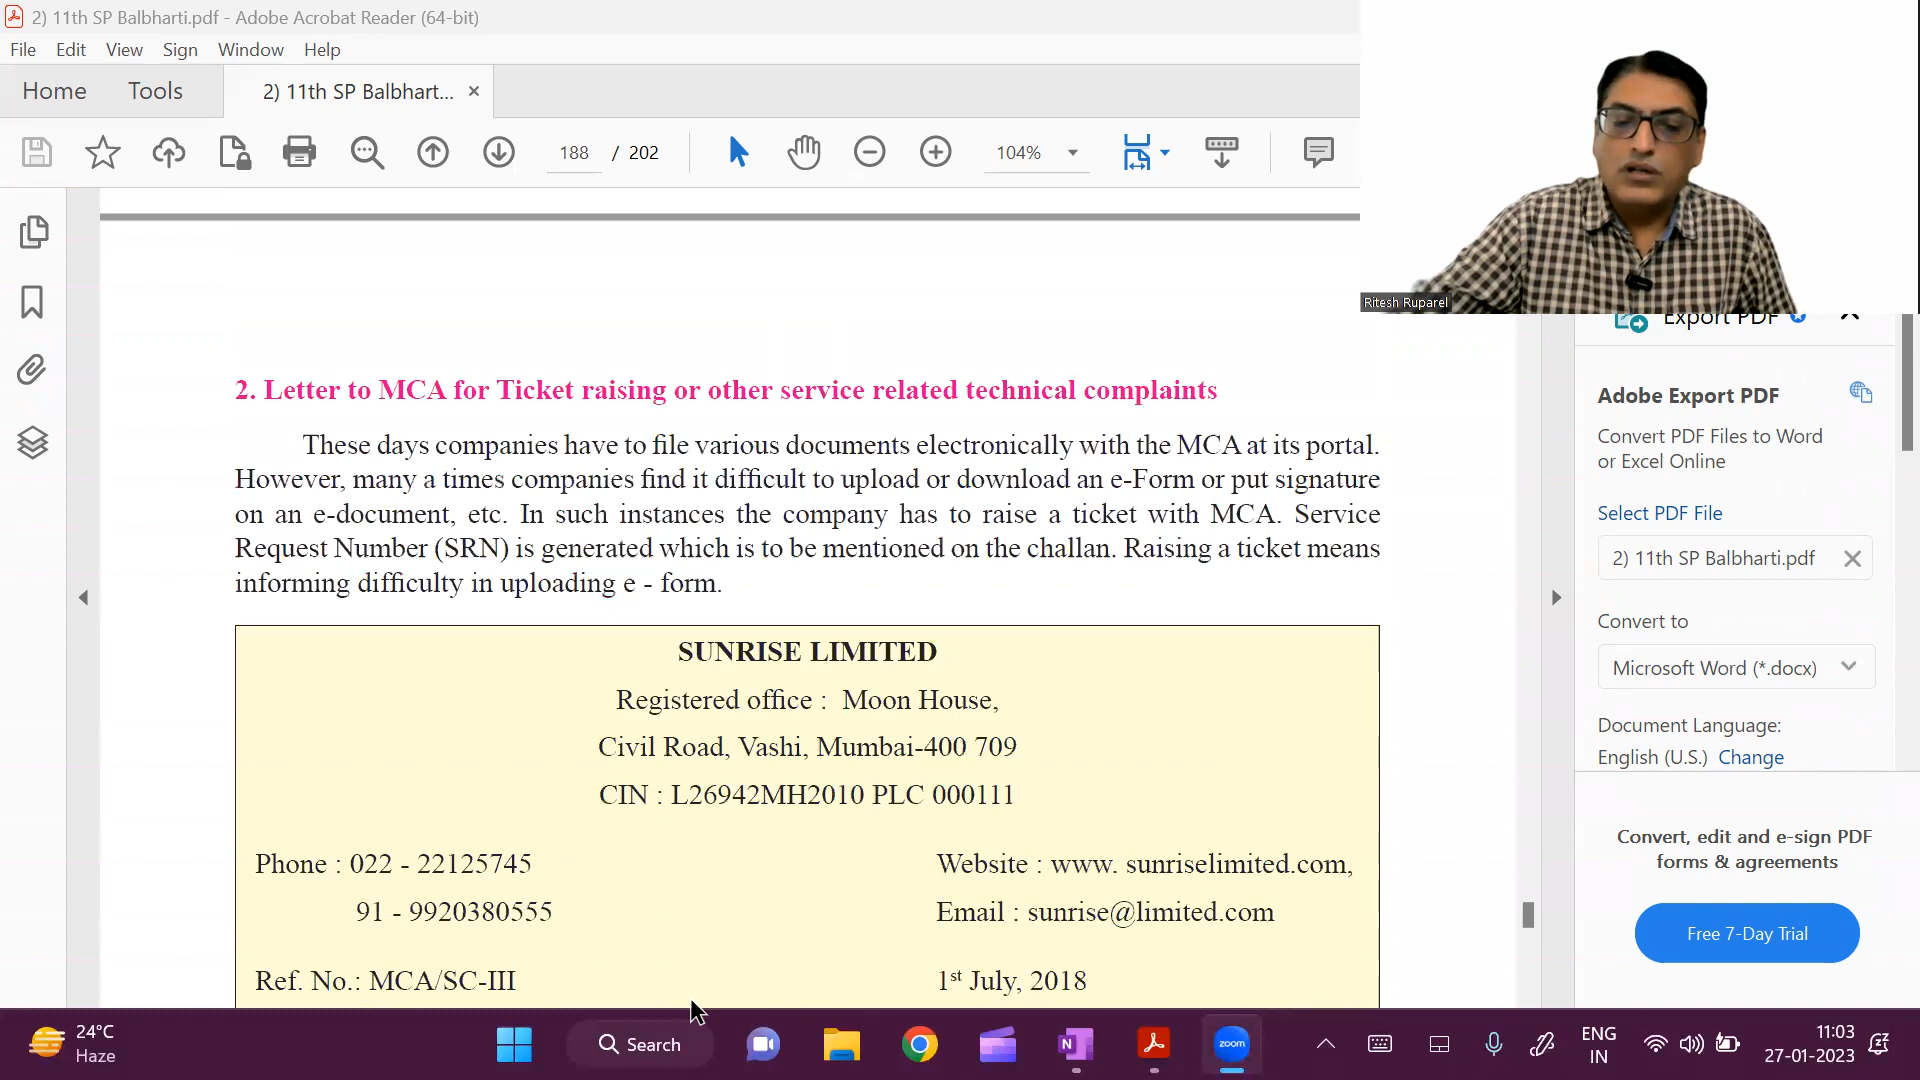 2) 11th SP Balbharti.pdf - Adobe Acrobat Reader (64-bit)
File Edit View Sign Window Help
Home Tools 2) 11th SP Balbhart... ×
188 / 202 104%
Ritesh Ruparel
2. Letter to MCA for Ticket raising or other service related technical complaints
These days companies have to file various documents electronically with the MCA at its portal.
However, many a times companies find it difficult to upload or download an e-Form or put signature
on an e-document, etc. In such instances the company has to raise a ticket with MCA. Service
Request Number (SRN) is generated which is to be mentioned on the challan. Raising a ticket means
informing difficulty in uploading e - form.
SUNRISE LIMITED
Registered office : Moon House,
Civil Road, Vashi, Mumbai-400 709
CIN : L26942MH2010 PLC 000111
Phone : 022 - 22125745 Website : www. sunriselimited.com,
91 - 9920380555 Email : sunrise@limited.com
Ref. No.: MCA/SC-III 1st July, 2018
Export PDF
Adobe Export PDF
Convert PDF Files to Word
or Excel Online
Select PDF File
2) 11th SP Balbharti.pdf
Convert to
Microsoft Word (*.docx)
Document Language:
English (U.S.) Change
Convert, edit and e-sign PDF
forms & agreements
Free 7-Day Trial
24°C
Haze
Search
N
zoom
ENG
IN
11:03
27-01-2023